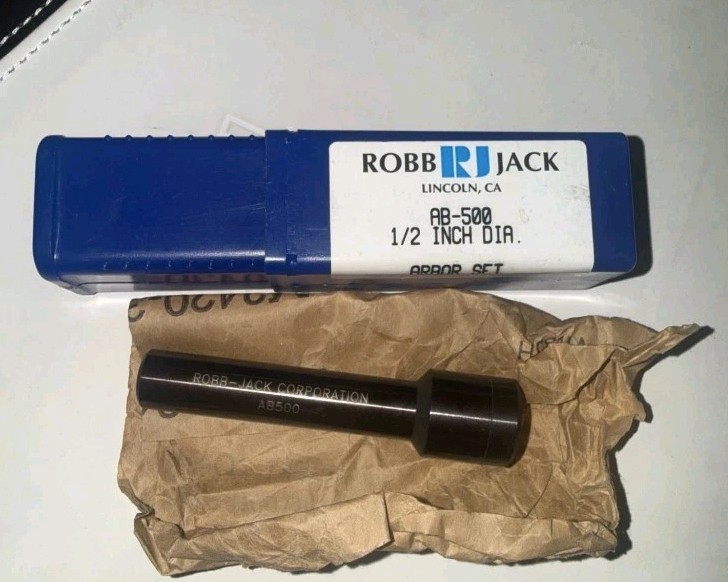 ROBB RJ JACK
LINCOLN, CA
AB-500
1/2 INCH DIA.
ARBOR SET
ROBB-JACK CORPORATION
AB500